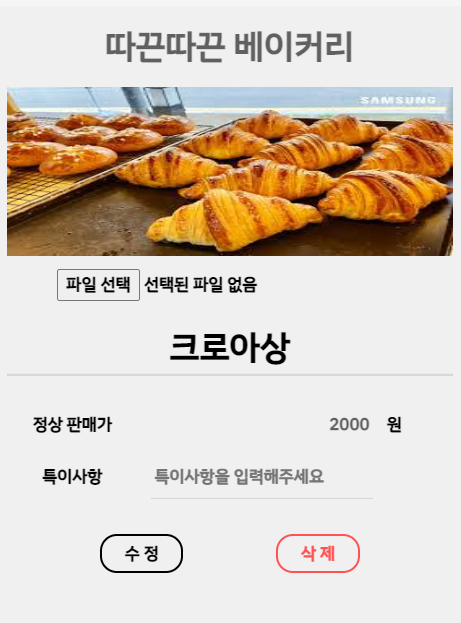 따끈따끈 베이커리
SAMSUNG
파일 선택 선택된 파일 없음
크로아상
정상 판매가 2000 원
특이사항 특이사항을 입력해주세요
수 정 삭 제